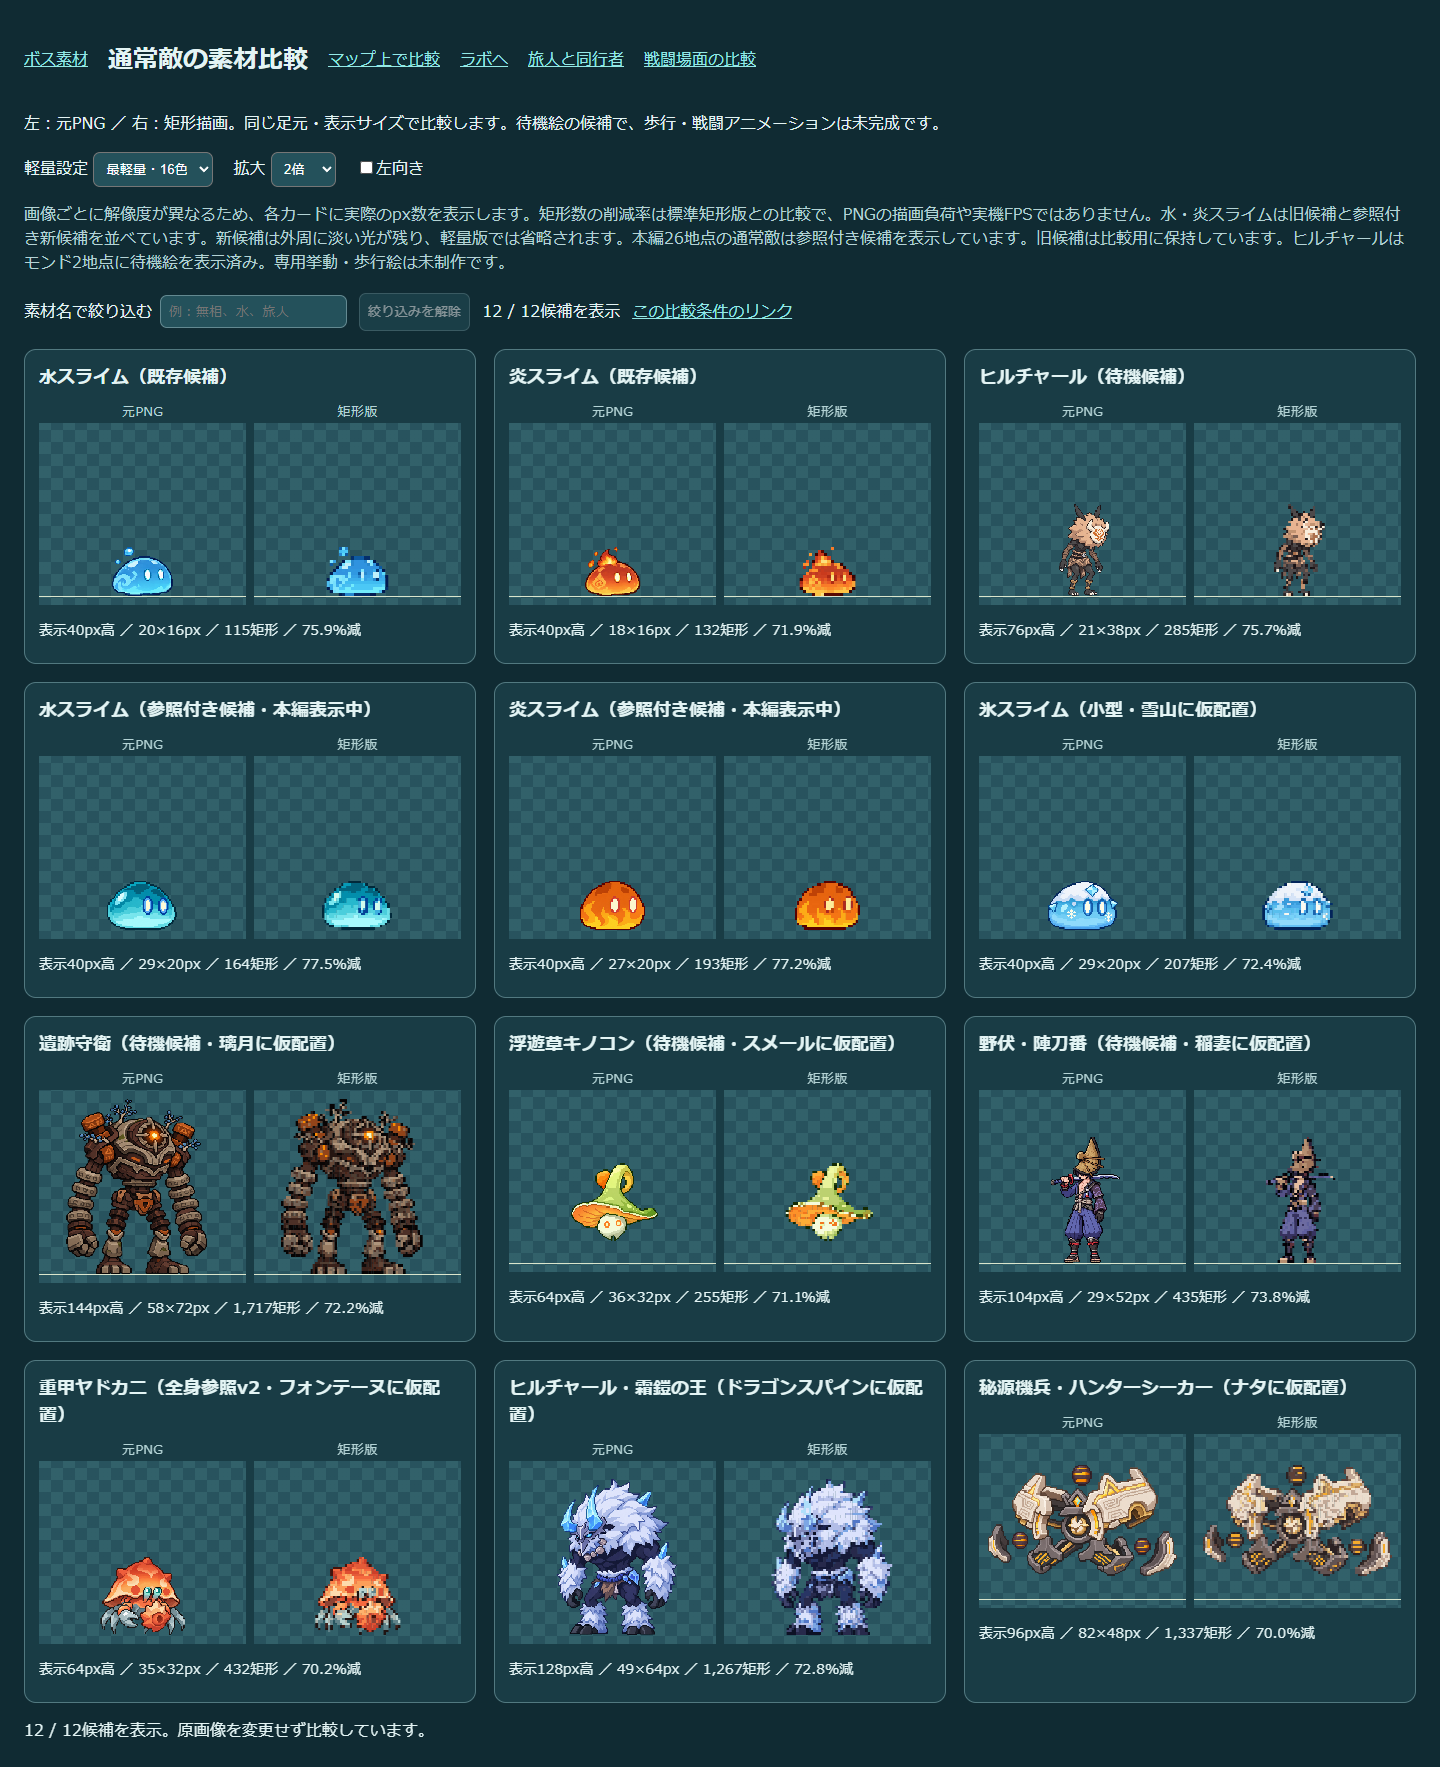 ボス素材 通常敵の素材比較 マップ上で比較 ラボへ 旅人と同行者 戦闘場面の比較
左：元PNG ／ 右：矩形描画。同じ足元・表示サイズで比較します。待機絵の候補で、歩行・戦闘アニメーションは未完成です。
軽量設定 最軽量・16色 拡大 2倍 左向き
画像ごとに解像度が異なるため、各カードに実際のpx数を表示します。矩形数の削減率は標準矩形版との比較で、PNGの描画負荷や実機FPSではありません。水・炎スライムは旧候補と参照付
き新候補を並べています。新候補は外周に淡い光が残り、軽量版では省略されます。本編26地点の通常敵は参照付き候補を表示しています。旧候補は比較用に保持しています。ヒルチャールは
モンド2地点に待機絵を表示済み。専用挙動・歩行絵は未制作です。
素材名で絞り込む 例：無相、水、旅人 絞り込みを解除 12 / 12候補を表示 この比較条件のリンク
水スライム（既存候補）
元PNG 矩形版
表示40px高 ／ 20×16px ／ 115矩形 ／ 75.9%減
炎スライム（既存候補）
元PNG 矩形版
表示40px高 ／ 18×16px ／ 132矩形 ／ 71.9%減
ヒルチャール（待機候補）
元PNG 矩形版
表示76px高 ／ 21×38px ／ 285矩形 ／ 75.7%減
水スライム（参照付き候補・本編表示中）
元PNG 矩形版
表示40px高 ／ 29×20px ／ 164矩形 ／ 77.5%減
炎スライム（参照付き候補・本編表示中）
元PNG 矩形版
表示40px高 ／ 27×20px ／ 193矩形 ／ 77.2%減
氷スライム（小型・雪山に仮配置）
元PNG 矩形版
表示40px高 ／ 29×20px ／ 207矩形 ／ 72.4%減
遺跡守衛（待機候補・璃月に仮配置）
元PNG 矩形版
表示144px高 ／ 58×72px ／ 1,717矩形 ／ 72.2%減
浮遊草キノコン（待機候補・スメールに仮配置）
元PNG 矩形版
表示64px高 ／ 36×32px ／ 255矩形 ／ 71.1%減
野伏・陣刀番（待機候補・稲妻に仮配置）
元PNG 矩形版
表示104px高 ／ 29×52px ／ 435矩形 ／ 73.8%減
重甲ヤドカニ（全身参照v2・フォンテーヌに仮配
置）
元PNG 矩形版
表示64px高 ／ 35×32px ／ 432矩形 ／ 70.2%減
ヒルチャール・霜鎧の王（ドラゴンスパインに仮配
置）
元PNG 矩形版
表示128px高 ／ 49×64px ／ 1,267矩形 ／ 72.8%減
秘源機兵・ハンターシーカー（ナタに仮配置）
元PNG 矩形版
表示96px高 ／ 82×48px ／ 1,337矩形 ／ 70.0%減
12 / 12候補を表示。原画像を変更せず比較しています。